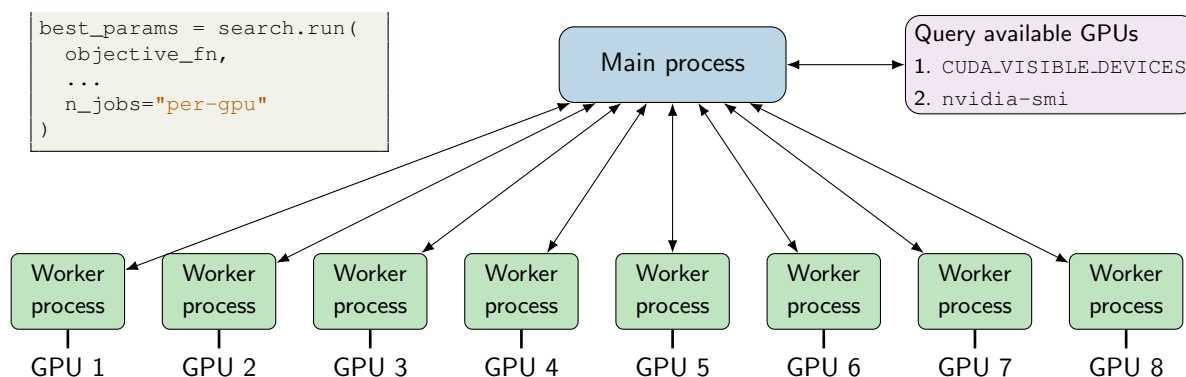 best_params = search.run(
  objective_fn,
  ...
  n_jobs="per-gpu"
)
Main process
Query available GPUs
1. CUDA_VISIBLE_DEVICES
2. nvidia-smi
Worker process
Worker process
Worker process
Worker process
Worker process
Worker process
Worker process
Worker process
GPU 1
GPU 2
GPU 3
GPU 4
GPU 5
GPU 6
GPU 7
GPU 8